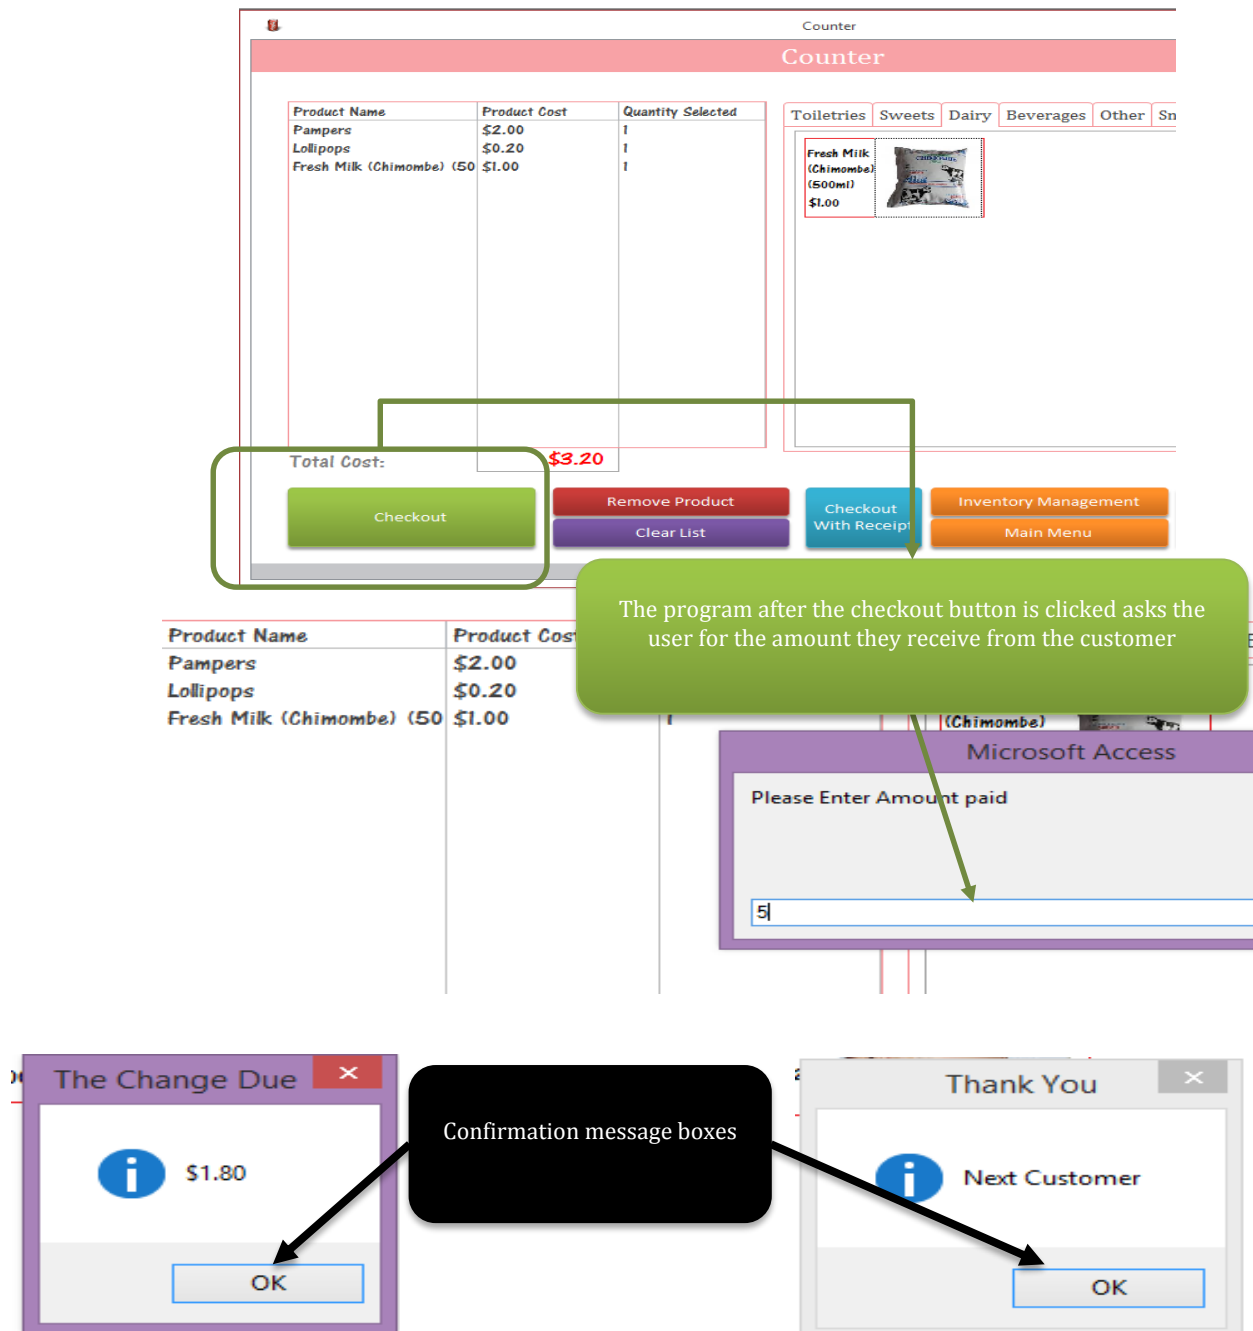 Counter
Counter
Product Name Product Cost Quantity Selected
Pampers $2.00 1
Lollipops $0.20 1
Fresh Milk (Chimombe) (50 $1.00 1
Toiletries Sweets Dairy Beverages Other Sn
Fresh Milk
(Chimombe)
(500ml)
$1.00
Total Cost: $3.20
Checkout
Remove Product
Clear List
Checkout
With Receipt
Inventory Management
Main Menu
The program after the checkout button is clicked asks the
user for the amount they receive from the customer
Product Name Product Cost
Pampers $2.00
Lollipops $0.20
Fresh Milk (Chimombe) (50 $1.00 1
(Chimombe)
Microsoft Access
Please Enter Amount paid
5
The Change Due
$1.80
OK
Confirmation message boxes
Thank You
Next Customer
OK